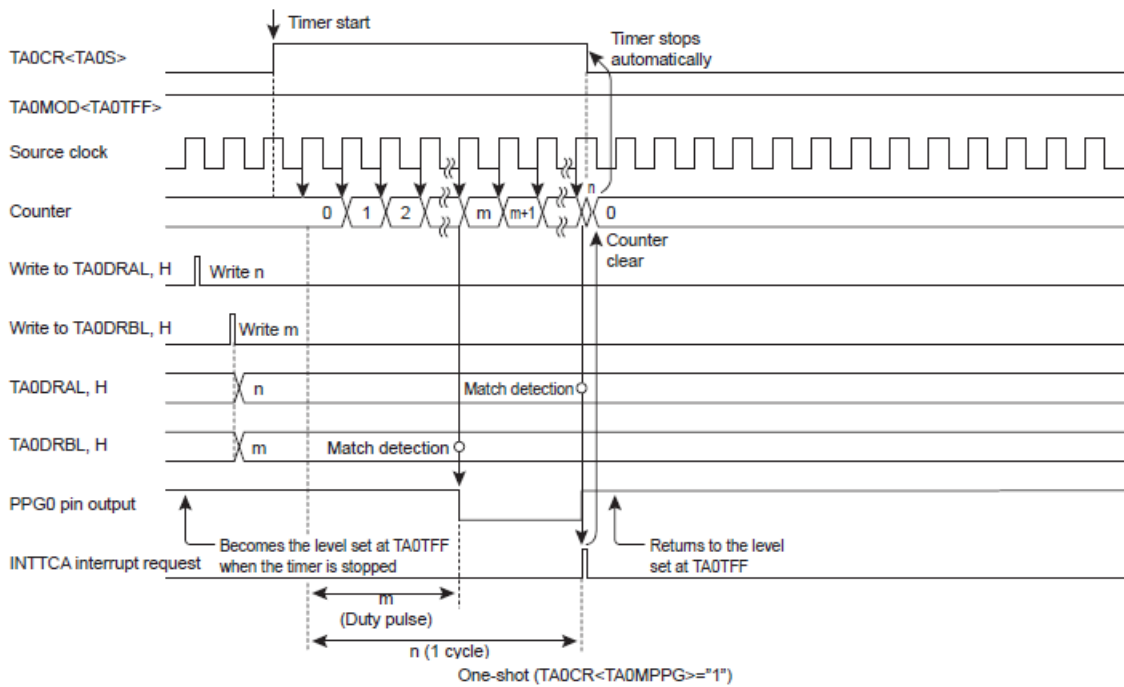 Timer start
TA0CR<TA0S>
Timer stops
automatically
TA0MOD<TA0TFF>
Source clock
n
Counter
0 1 2 m m+1 0
Counter
clear
Write to TA0DRAL, H
Write n
Write to TA0DRBL, H
Write m
TA0DRAL, H
n
Match detection
TA0DRBL, H
m
Match detection
PPG0 pin output
Becomes the level set at TA0TFF
when the timer is stopped
Returns to the level
set at TA0TFF
INTTCA interrupt request
m
(Duty pulse)
n (1 cycle)
One-shot (TA0CR<TA0MPPG>="1")